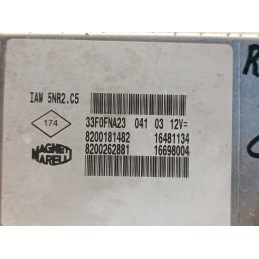 IAW 5NR2.C5
174
33F0FNA23 041 03 12V=
8200181482 16481134
8200262881 16698004
MAGNETI
MARELLI
R